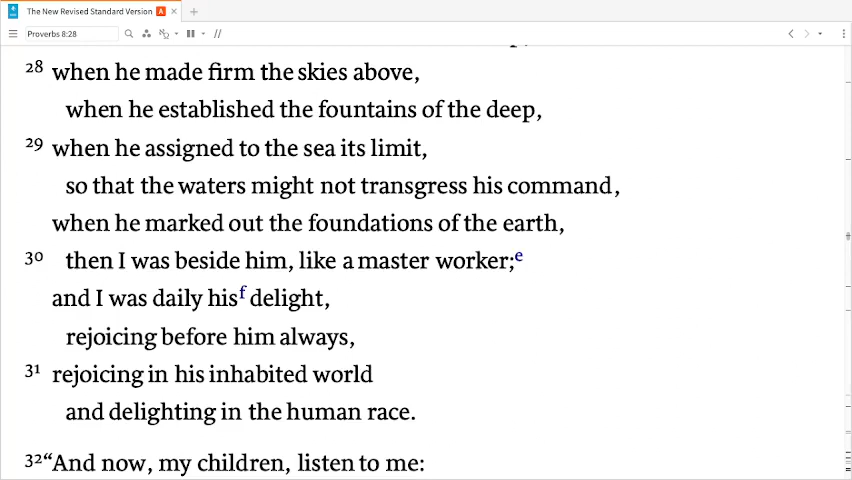 The New Revised Standard Version A
Proverbs 8:28
28 when he made firm the skies above,
when he established the fountains of the deep,
29 when he assigned to the sea its limit,
so that the waters might not transgress his command,
when he marked out the foundations of the earth,
30 then I was beside him, like a master worker;e
and I was daily hisf delight,
rejoicing before him always,
31 rejoicing in his inhabited world
and delighting in the human race.
32 “And now, my children, listen to me: